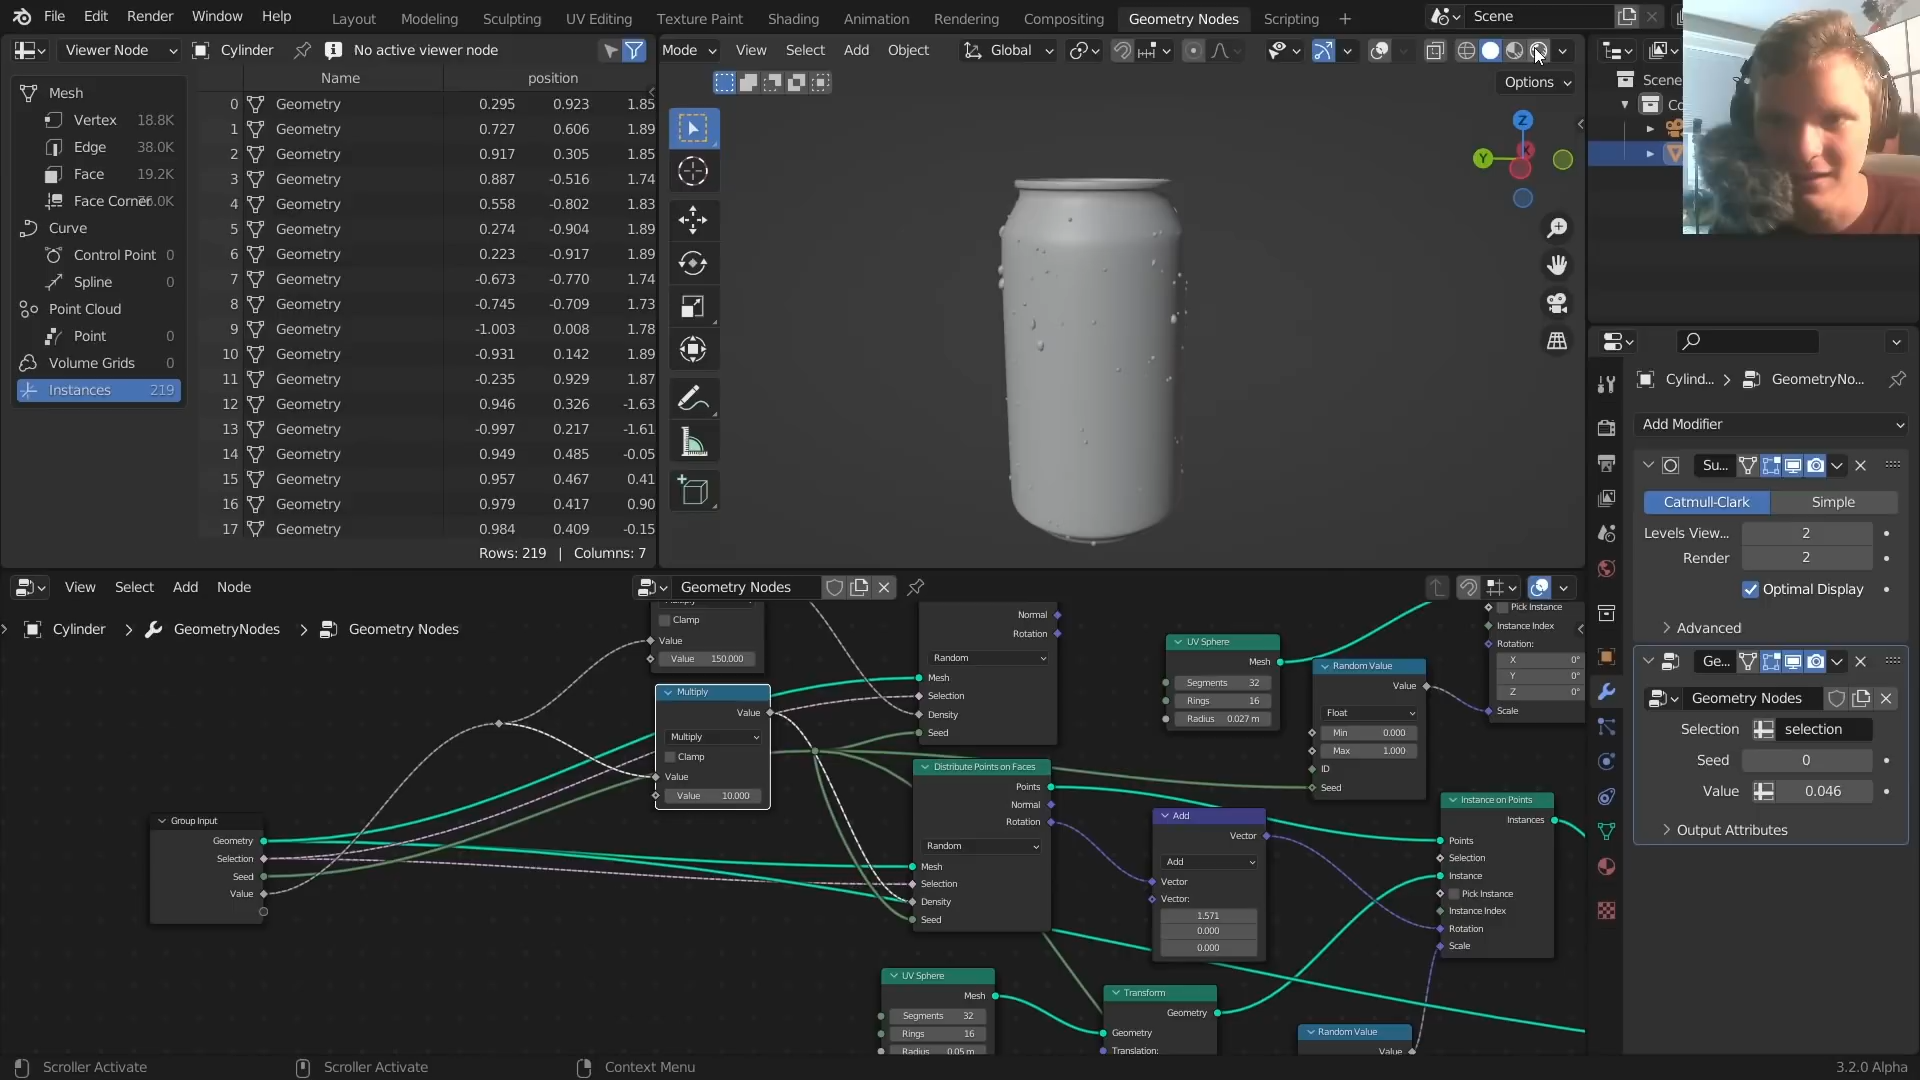 File Edit Render Window Help Layout Modeling Sculpting UV Editing Texture Paint Shading Animation Rendering Compositing Geometry Nodes Scripting + Scene
Viewer Node Cylinder No active viewer node Mode View Select Add Object Global
Options
Name position
Mesh
Vertex 18.8K
Edge 38.0K
Face 19.2K
Face Corner
Curve
Control Point 0
Spline 0
Point Cloud
Point 0
Volume Grids 0
Instances 219
0 Geometry 0.295 0.923 1.85
1 Geometry 0.727 0.606 1.89
2 Geometry 0.917 0.305 1.85
3 Geometry 0.887 -0.516 1.74
4 Geometry 0.558 -0.802 1.83
5 Geometry 0.274 -0.904 1.89
6 Geometry 0.223 -0.917 1.89
7 Geometry -0.673 -0.770 1.74
8 Geometry -0.745 -0.709 1.73
9 Geometry -1.003 0.008 1.78
10 Geometry -0.931 0.142 1.89
11 Geometry -0.235 0.929 1.87
12 Geometry 0.946 0.326 -1.63
13 Geometry -0.997 0.217 -1.61
14 Geometry 0.949 0.485 -0.05
15 Geometry 0.957 0.467 0.41
16 Geometry 0.979 0.417 0.90
17 Geometry 0.984 0.409 -0.15
Rows: 219 | Columns: 7
Z
Y
X
Scene
Co
Cylind... > GeometryNo...
Add Modifier
Su...
Catmull-Clark Simple
Levels View... 2
Render 2
Optimal Display
Advanced
Ge...
Geometry Nodes
Selection selection
Seed 0
Value 0.046
Output Attributes
View Select Add Node Geometry Nodes
Cylinder > GeometryNodes > Geometry Nodes
Clamp
Value
Value 150.000
Multiply
Value
Multiply
Clamp
Value
Value 10.000
Group Input
Geometry
Selection
Seed
Value
Normal
Rotation
Random
Mesh
Selection
Density
Seed
Distribute Points on Faces
Points
Normal
Rotation
Random
Mesh
Selection
Density
Seed
UV Sphere
Mesh
Segments 32
Rings 16
Radius 0.027 m
Random Value
Value
Float
Min 0.000
Max 1.000
ID
Seed
Pick Instance
Instance Index
Rotation:
X 0°
Y 0°
Z 0°
Scale
Add
Vector
Add
Vector
Vector:
1.571
0.000
0.000
Instance on Points
Instances
Points
Selection
Instance
Pick Instance
Instance Index
Rotation
Scale
UV Sphere
Mesh
Segments 32
Rings 16
Radius 0.05 m
Transform
Geometry
Geometry
Translation:
Random Value
Value
Scroller Activate Scroller Activate Context Menu 3.2.0 Alpha